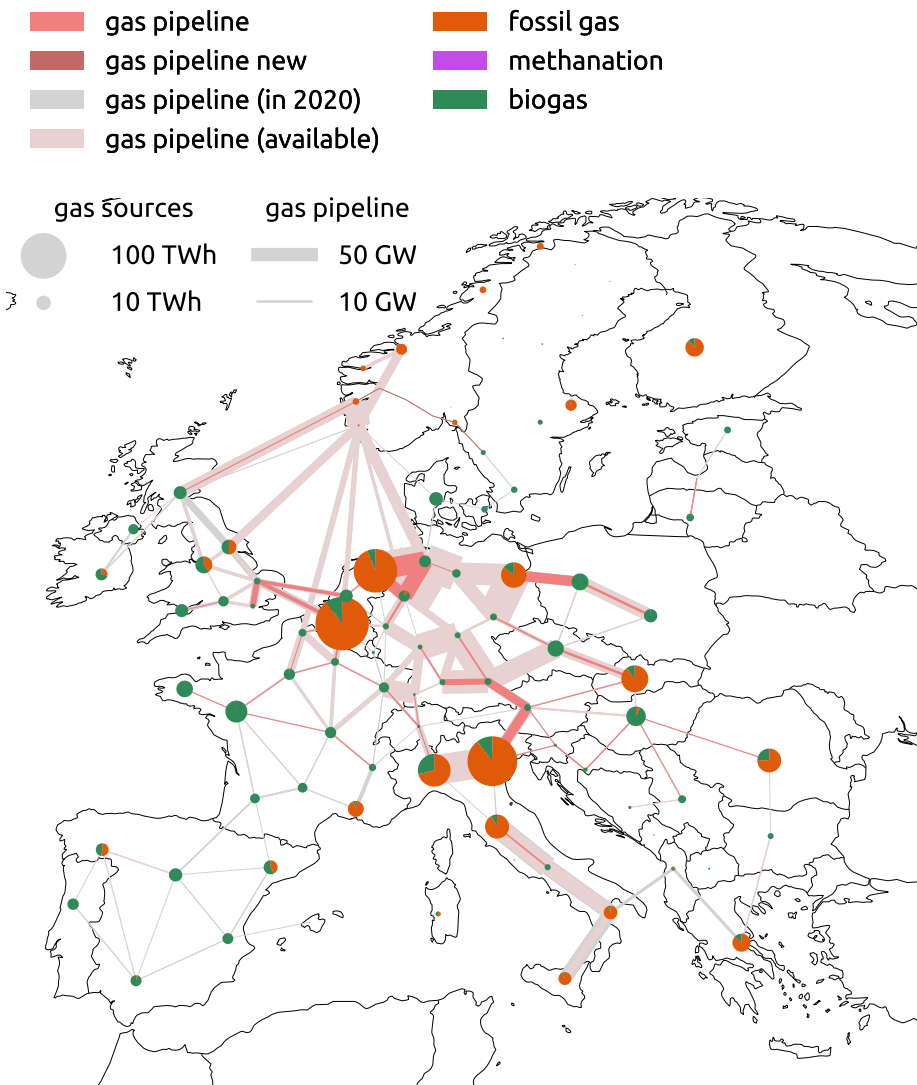 gas pipeline
gas pipeline new
gas pipeline (in 2020)
gas pipeline (available)
fossil gas
methanation
biogas
gas sources
100 TWh
10 TWh
gas pipeline
50 GW
10 GW